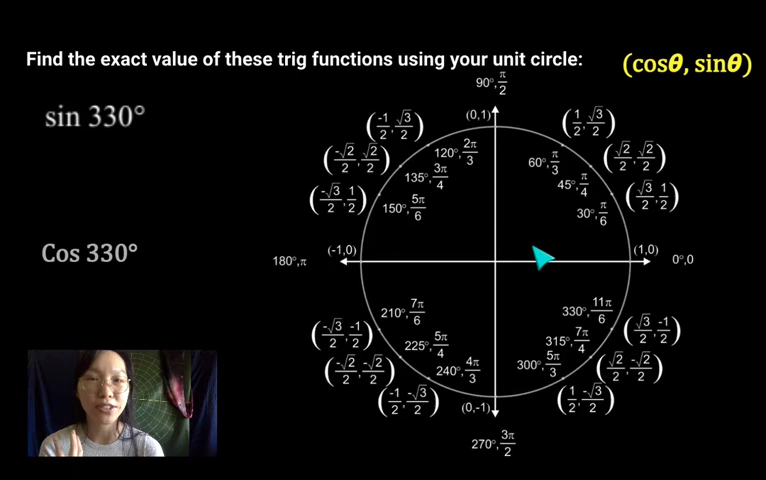 Find the exact value of these trig functions using your unit circle:
(cosθ, sinθ)
sin 330°
Cos 330°
90°, π/2
(0,1)
(-1/2, √3/2)
(1/2, √3/2)
120°, 2π/3
60°, π/3
(-√2/2, √2/2)
(√2/2, √2/2)
135°, 3π/4
45°, π/4
(-√3/2, 1/2)
(√3/2, 1/2)
150°, 5π/6
30°, π/6
180°, π
(-1,0)
(1,0)
0°,0
210°, 7π/6
330°, 11π/6
(-√3/2, -1/2)
(√3/2, -1/2)
225°, 5π/4
315°, 7π/4
(-√2/2, -√2/2)
(√2/2, -√2/2)
240°, 4π/3
300°, 5π/3
(-1/2, -√3/2)
(1/2, -√3/2)
(0,-1)
270°, 3π/2